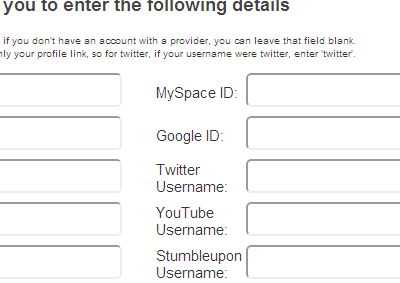 you to enter the following details
if you don't have an account with a provider, you can leave that field blank.
your profile link, so for twitter, if your username were twitter, enter 'twitter'.
MySpace ID:
Google ID:
Twitter
Username:
YouTube
Username:
Stumbleupon
Username: